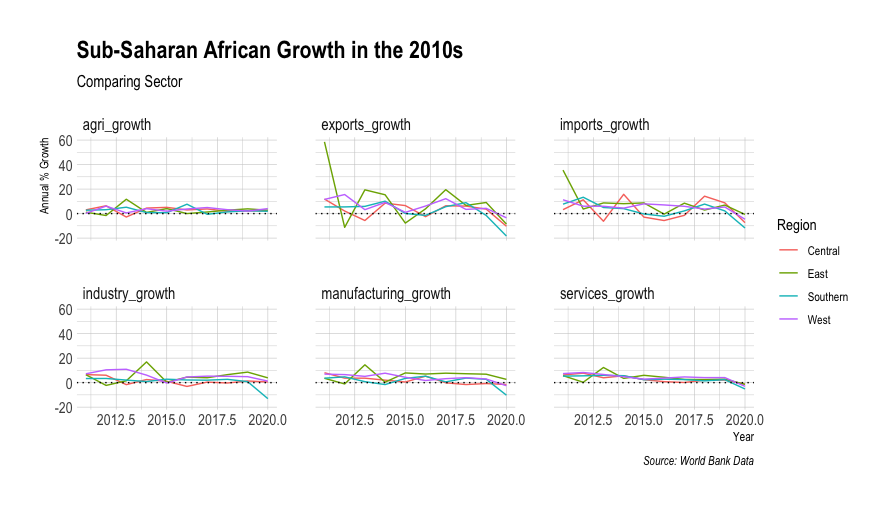 Sub-Saharan African Growth in the 2010s
Comparing Sector
agri_growth
exports_growth
imports_growth
60
40
20
0
-20
Annual % Growth
industry_growth
manufacturing_growth
services_growth
60
40
20
0
-20
2012.5 2015.0 2017.5 2020.0
2012.5 2015.0 2017.5 2020.0
2012.5 2015.0 2017.5 2020.0
Year
Region
Central
East
Southern
West
Source: World Bank Data